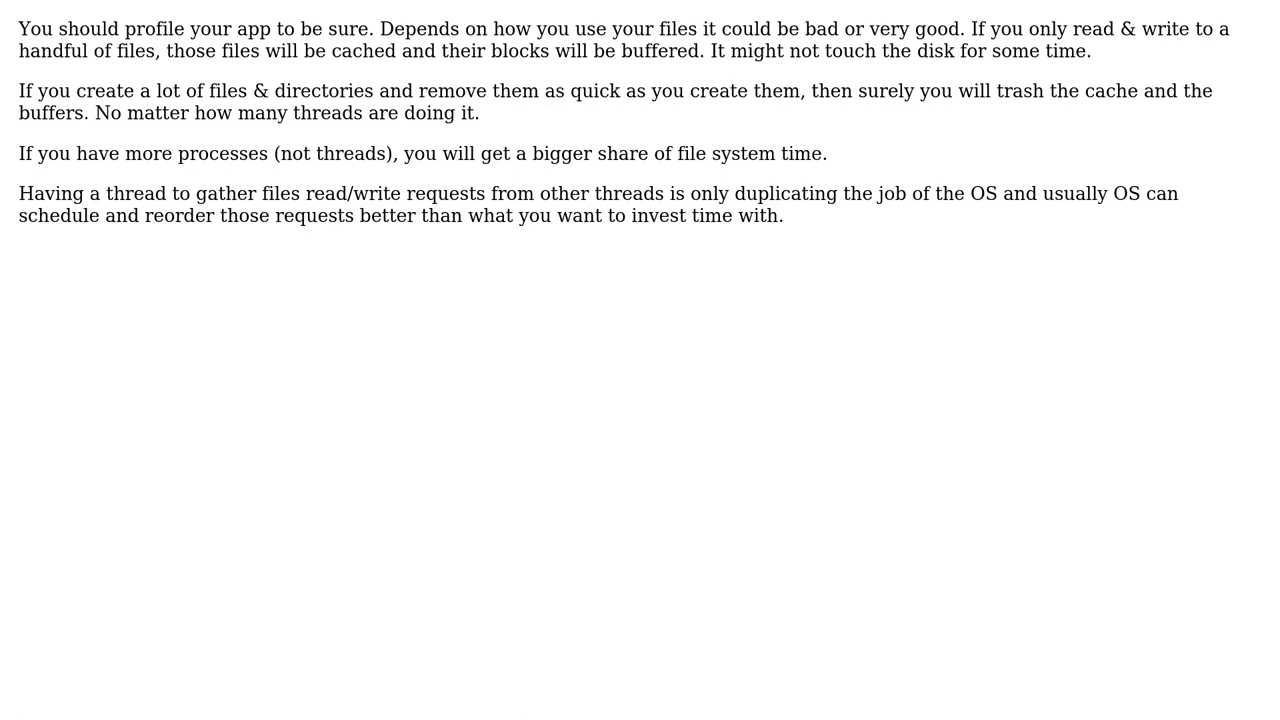 You should profile your app to be sure. Depends on how you use your files it could be bad or very good. If you only read & write to a
handful of files, those files will be cached and their blocks will be buffered. It might not touch the disk for some time.
If you create a lot of files & directories and remove them as quick as you create them, then surely you will trash the cache and the
buffers. No matter how many threads are doing it.
If you have more processes (not threads), you will get a bigger share of file system time.
Having a thread to gather files read/write requests from other threads is only duplicating the job of the OS and usually OS can
schedule and reorder those requests better than what you want to invest time with.